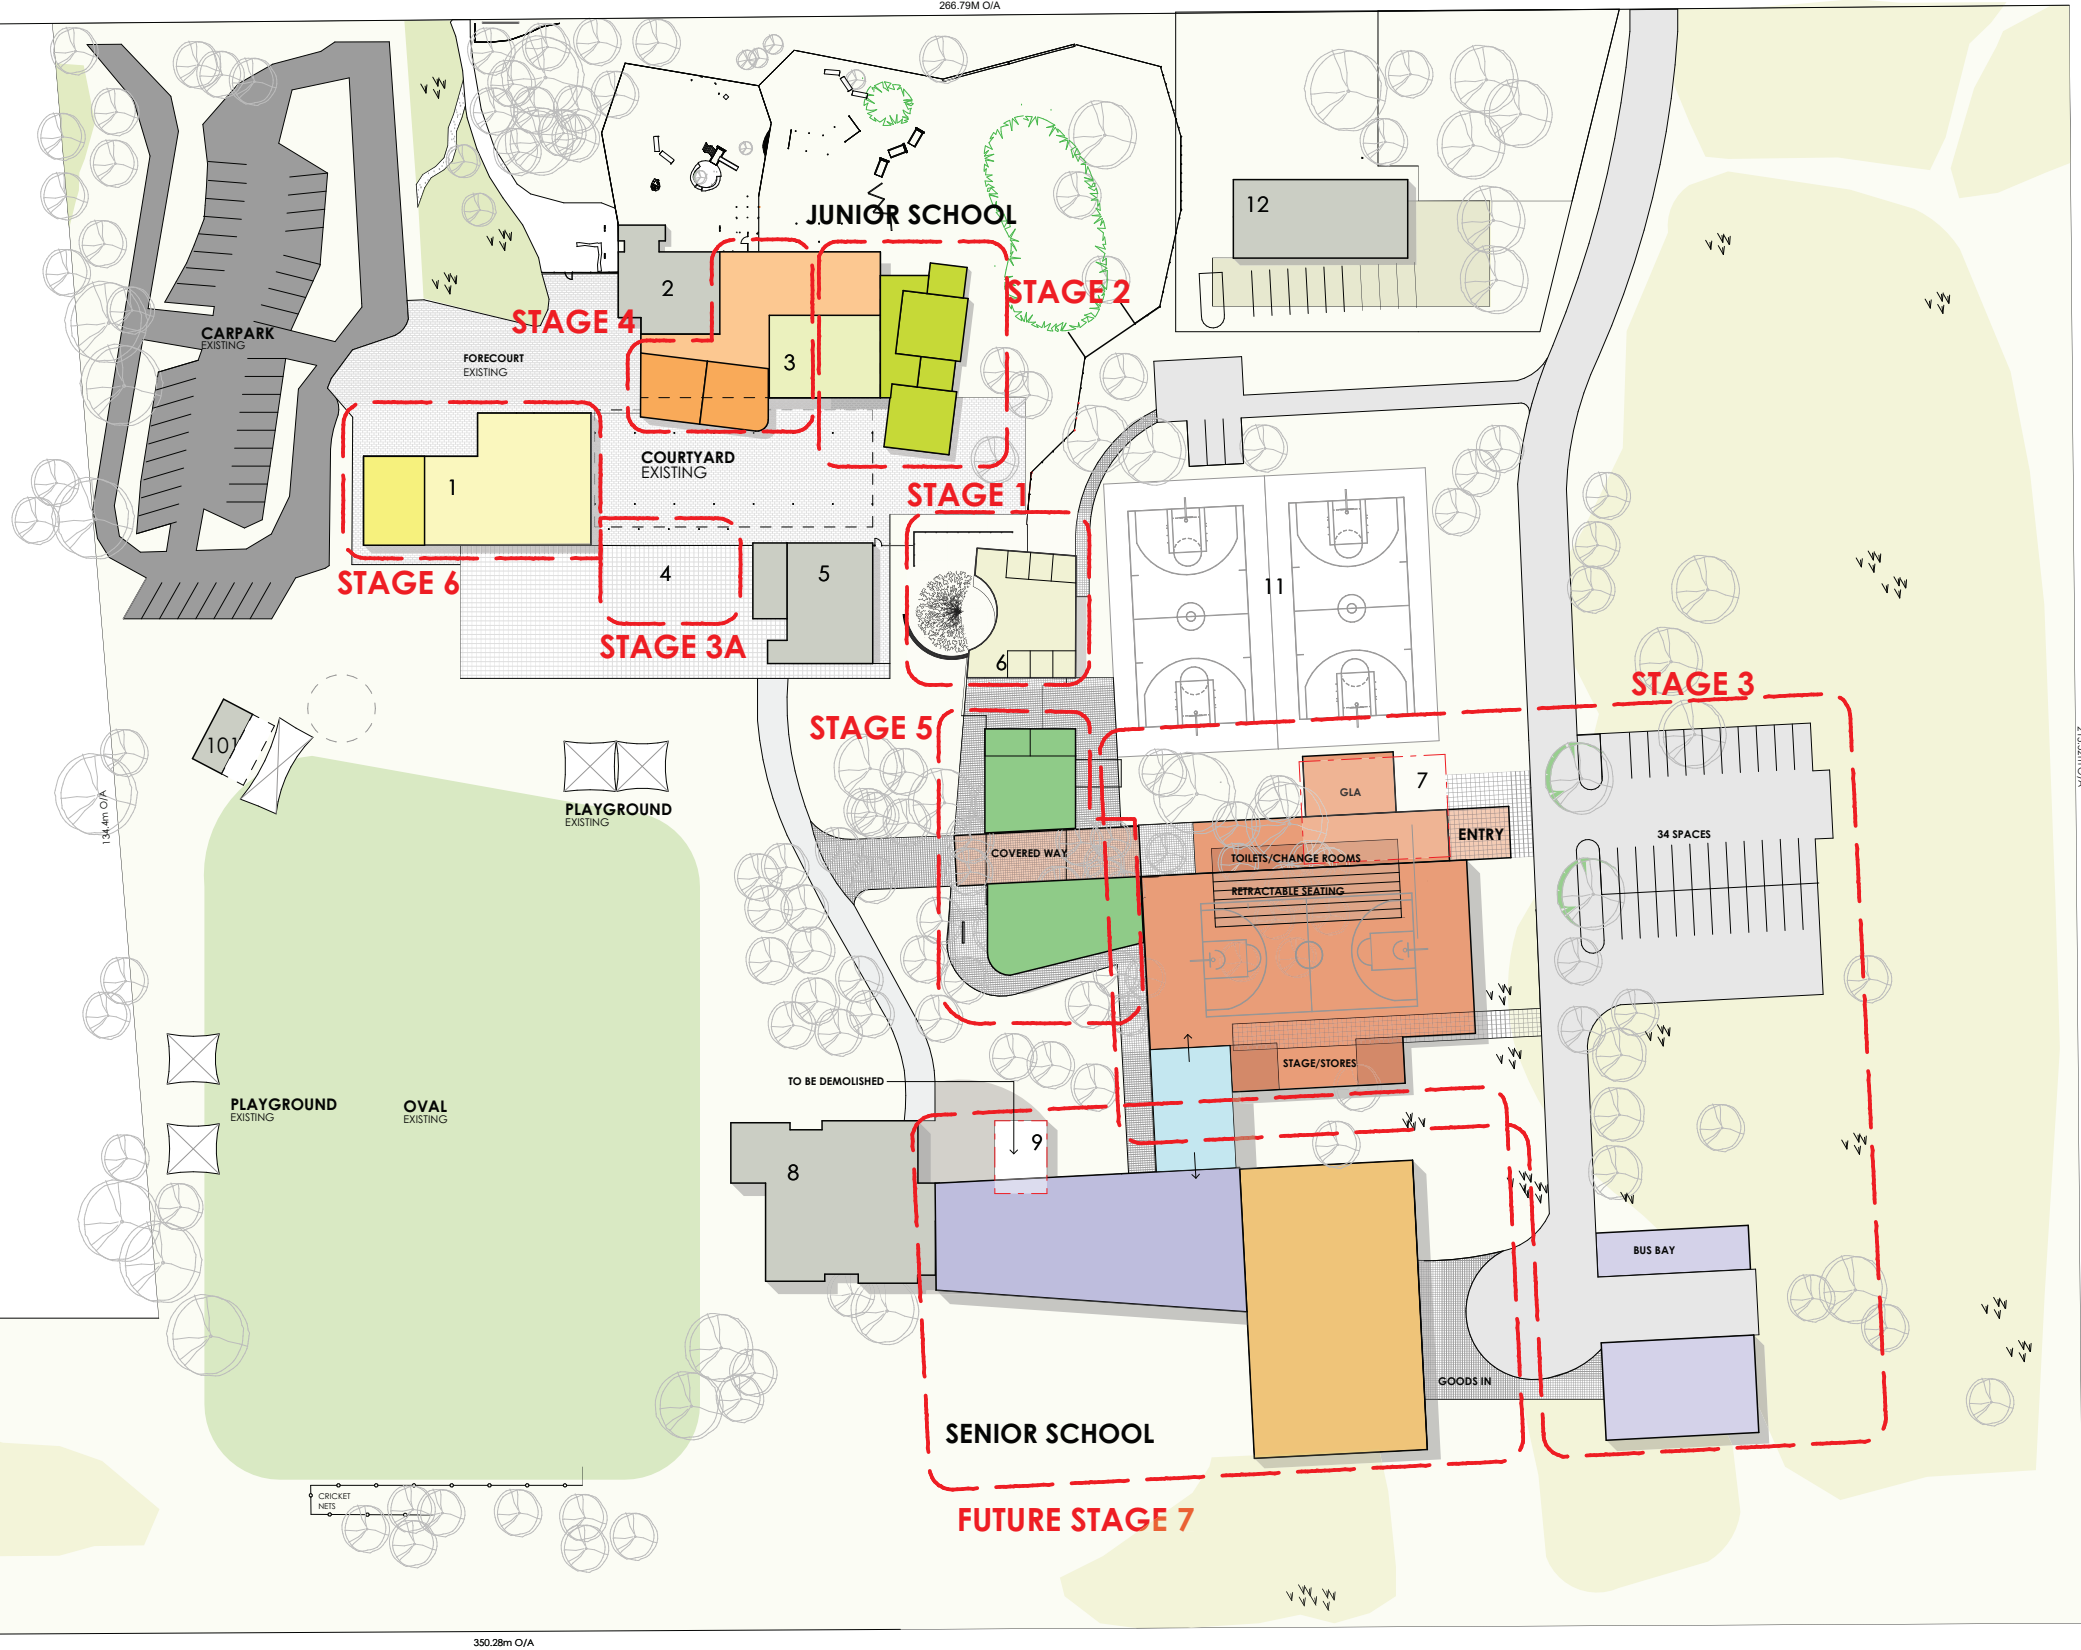 266.79M O/A
12
JUNIOR SCHOOL
2
STAGE 2
STAGE 4
CARPARK
EXISTING
FORECOURT
EXISTING
3
COURTYARD
EXISTING
1
STAGE 1
STAGE 6
4
5
11
STAGE 3A
6
STAGE 3
STAGE 5
101
PLAYGROUND
EXISTING
134.4m O/A
7
GLA
ENTRY
34 SPACES
COVERED WAY
TOILETS/CHANGE ROOMS
RETRACTABLE SEATING
STAGE/STORES
TO BE DEMOLISHED
PLAYGROUND
EXISTING
OVAL
EXISTING
9
8
BUS BAY
GOODS IN
SENIOR SCHOOL
CRICKET
NETS
FUTURE STAGE 7
350.28m O/A